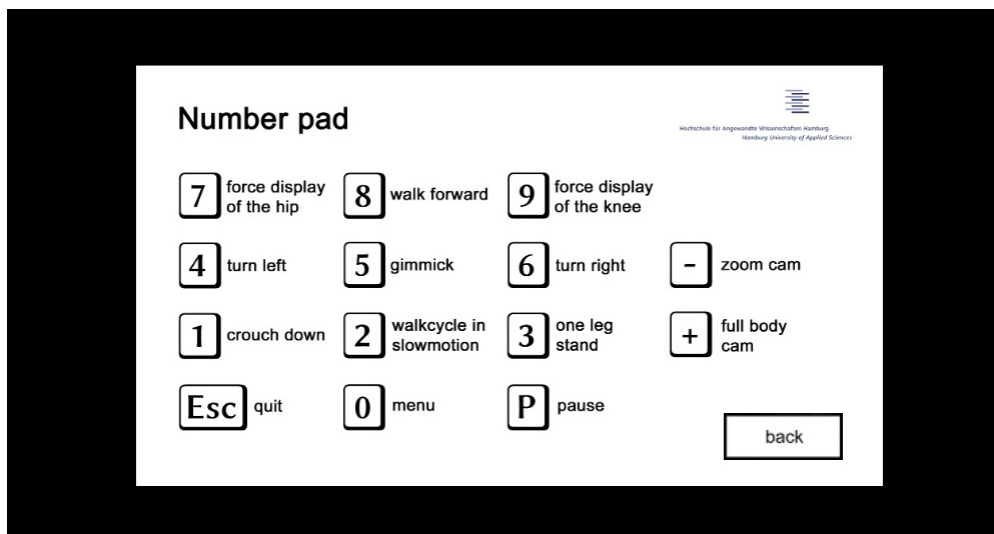 Number pad
Hochschule für Angewandte Wissenschaften Hamburg
Hamburg University of Applied Sciences
7 force display of the hip
8 walk forward
9 force display of the knee
4 turn left
5 gimmick
6 turn right
- zoom cam
1 crouch down
2 walkcycle in slowmotion
3 one leg stand
+ full body cam
Esc quit
0 menu
P pause
back